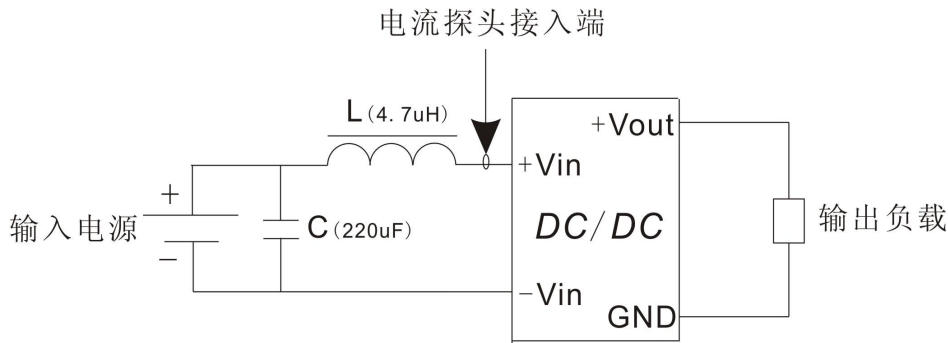 电流探头接入端
L(4.7uH)
+Vout
+Vin
+
输入电源
C(220uF)
DC/DC
输出负载
−
−Vin
GND